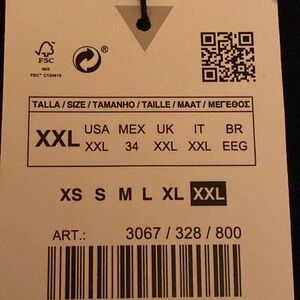 FSC
MIX
FSC™ C134815
TALLA / SIZE / TAMANHO / TAILLE / MAAT / ΜΕΓΕΘΟΣ
XXL
USA MEX UK IT BR
XXL 34 XXL XXL EEG
XS S M L XL XXL
ART.: 3067 / 328 / 800